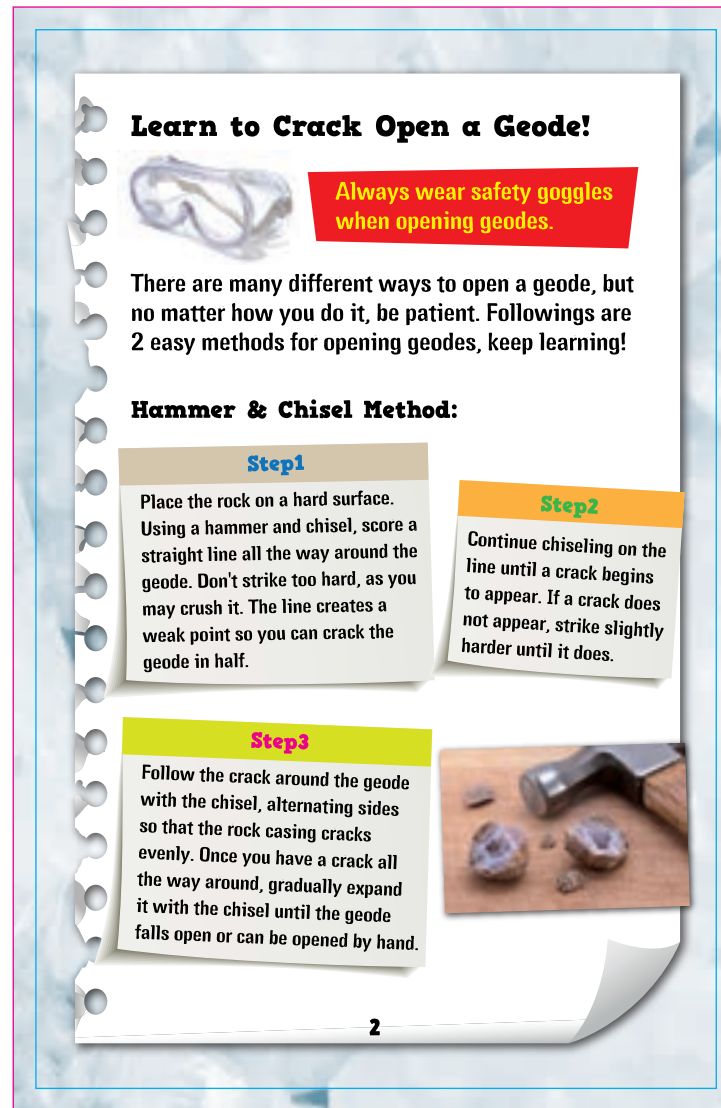 Learn to Crack Open a Geode!
Always wear safety goggles
when opening geodes.
There are many different ways to open a geode, but
no matter how you do it, be patient. Followings are
2 easy methods for opening geodes, keep learning!
Hammer & Chisel Method:
Step1
Place the rock on a hard surface.
Using a hammer and chisel, score a
straight line all the way around the
geode. Don't strike too hard, as you
may crush it. The line creates a
weak point so you can crack the
geode in half.
Step2
Continue chiseling on the
line until a crack begins
to appear. If a crack does
not appear, strike slightly
harder until it does.
Step3
Follow the crack around the geode
with the chisel, alternating sides
so that the rock casing cracks
evenly. Once you have a crack all
the way around, gradually expand
it with the chisel until the geode
falls open or can be opened by hand.
2